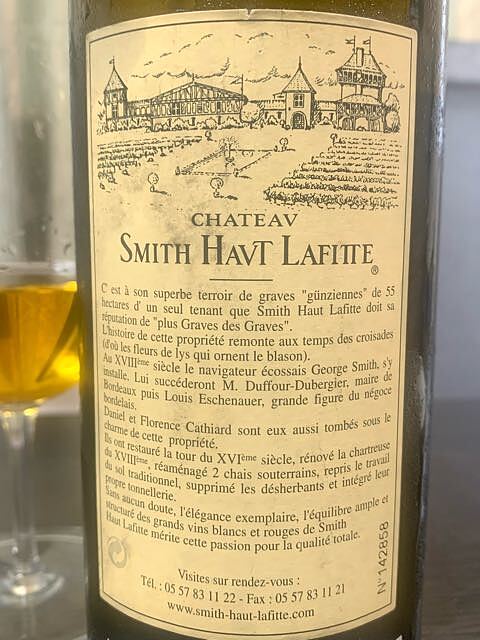 CHATEAV
SMITH HAVT LAFITTE
®
C'est à son superbe terroir de graves "günziennes" de 55
hectares d' un seul tenant que Smith Haut Lafitte doit sa
réputation de "plus Graves des Graves".
L'histoire de cette propriété remonte aux temps des croisades
(d'où les fleurs de lys qui ornent le blason).
Au XVIIIème siècle le navigateur écossais George Smith, s'y
installe. Lui succéderont M. Duffour-Dubergier, maire de
Bordeaux puis Louis Eschenauer, grande figure du négoce
bordelais.
Daniel et Florence Cathiard sont eux aussi tombés sous le
charme de cette propriété.
Ils ont restauré la tour du XVIème siècle, rénové la chartreuse
du XVIIIème, réaménagé 2 chais souterrains, repris le travail
du sol traditionnel, supprimé les désherbants et intégré leur
propre tonnellerie.
Sans aucun doute, l'élégance exemplaire, l'équilibre ample et
structuré des grands vins blancs et rouges de Smith
Haut Lafitte mérite cette passion pour la qualité totale.
Visites sur rendez-vous :
Tél. : 05 57 83 11 22 - Fax : 05 57 83 11 21
www.smith-haut-lafitte.com
N° 142858